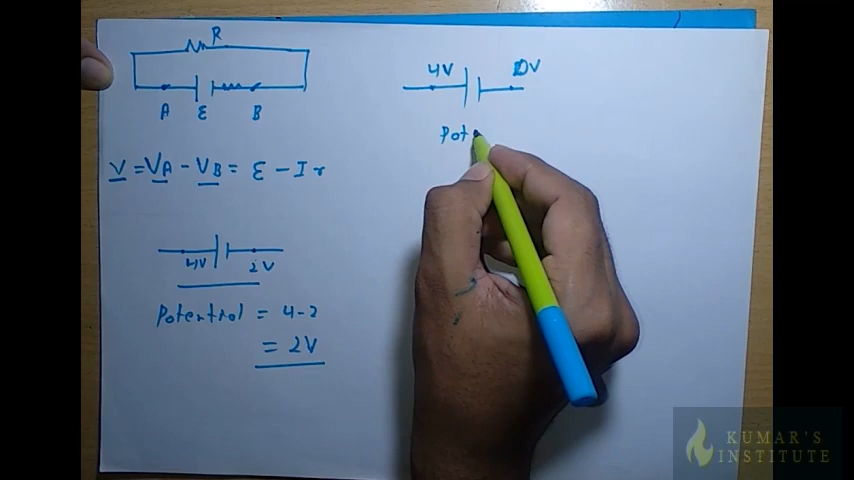 R
A ε B
V = VA - VB = ε - Ir
4V 2V
Potential = 4-2
= 2V
4V 0V
Pot
KUMAR'S
INSTITUTE